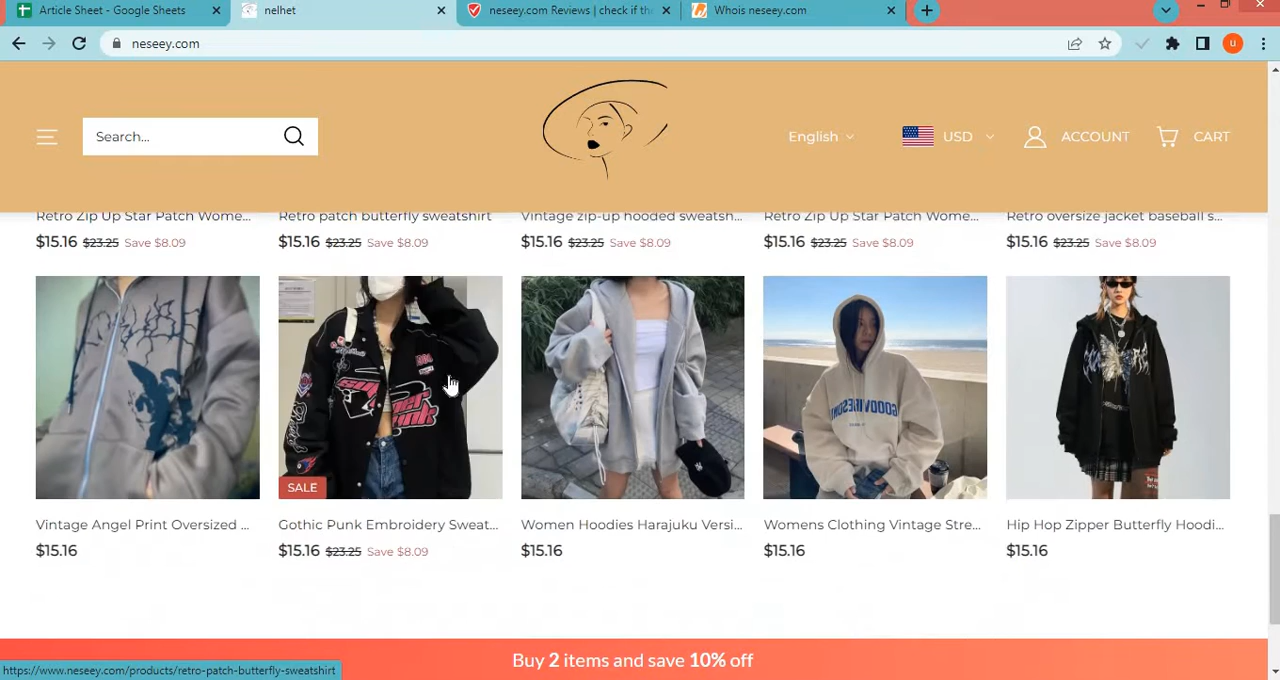 Article Sheet - Google Sheets
nelhet
neseey.com Reviews | check if th
Whois neseey.com
neseey.com
u
Search...
English
USD
ACCOUNT
CART
Retro Zip Up Star Patch Wome...
Retro patch butterfly sweatshirt
Vintage zip-up hooded sweatsh...
Retro Zip Up Star Patch Wome...
Retro oversize jacket baseball s...
$15.16 $23.25 Save $8.09
$15.16 $23.25 Save $8.09
$15.16 $23.25 Save $8.09
$15.16 $23.25 Save $8.09
$15.16 $23.25 Save $8.09
SALE
Vintage Angel Print Oversized ...
Gothic Punk Embroidery Sweat...
Women Hoodies Harajuku Versi...
Womens Clothing Vintage Stre...
Hip Hop Zipper Butterfly Hoodi...
$15.16
$15.16 $23.25 Save $8.09
$15.16
$15.16
$15.16
Buy 2 items and save 10% off
https://www.neseey.com/products/retro-patch-butterfly-sweatshirt